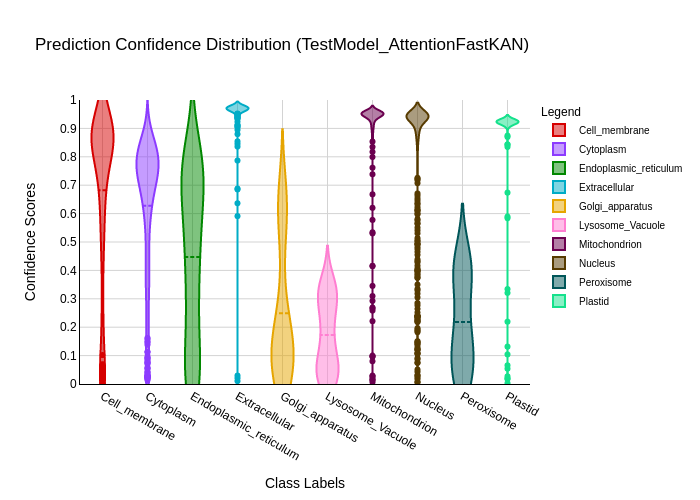 Prediction Confidence Distribution (TestModel_AttentionFastKAN)
Legend
Cell_membrane
Cytoplasm
Endoplasmic_reticulum
Extracellular
Golgi_apparatus
Lysosome_Vacuole
Mitochondrion
Nucleus
Peroxisome
Plastid
Confidence Scores
1
0.9
0.8
0.7
0.6
0.5
0.4
0.3
0.2
0.1
0
Cell_membrane
Cytoplasm
Endoplasmic_reticulum
Extracellular
Golgi_apparatus
Lysosome_Vacuole
Mitochondrion
Nucleus
Peroxisome
Plastid
Class Labels